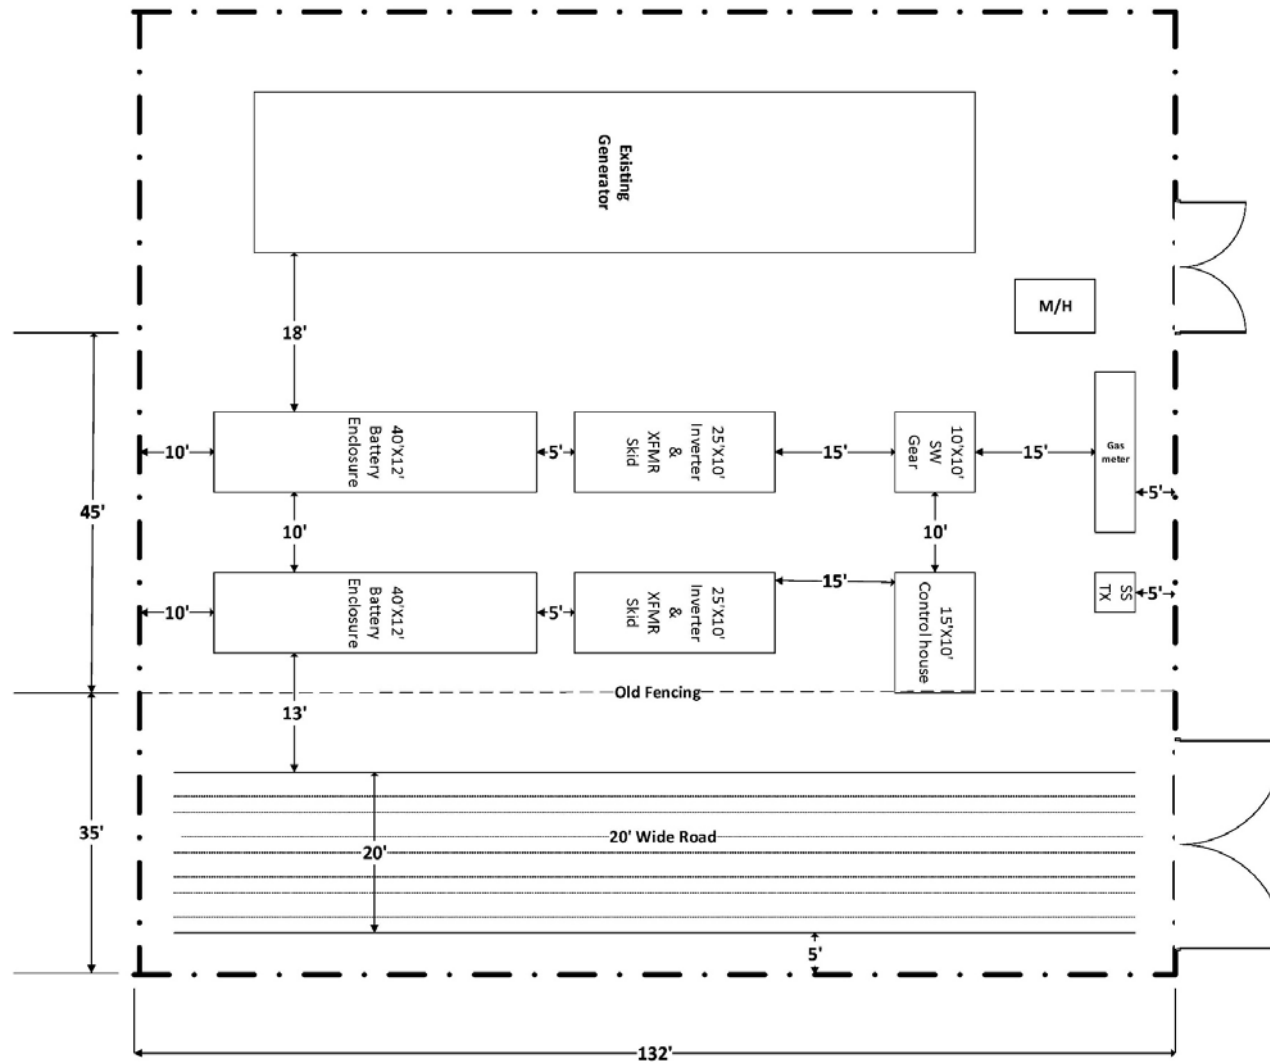 Existing
Generator
M/H
18'
10'
40'X12'
Battery
Enclosure
5'
25'X10'
Inverter
&
XFMR
Skid
15'
10'X10'
SW
Gear
15'
Gas
meter
5'
45'
10'
10'
10'
40'X12'
Battery
Enclosure
5'
25'X10'
Inverter
&
XFMR
Skid
15'
15'X10'
Control house
SS
TX
5'
Old Fencing
13'
35'
20' Wide Road
20'
5'
132'